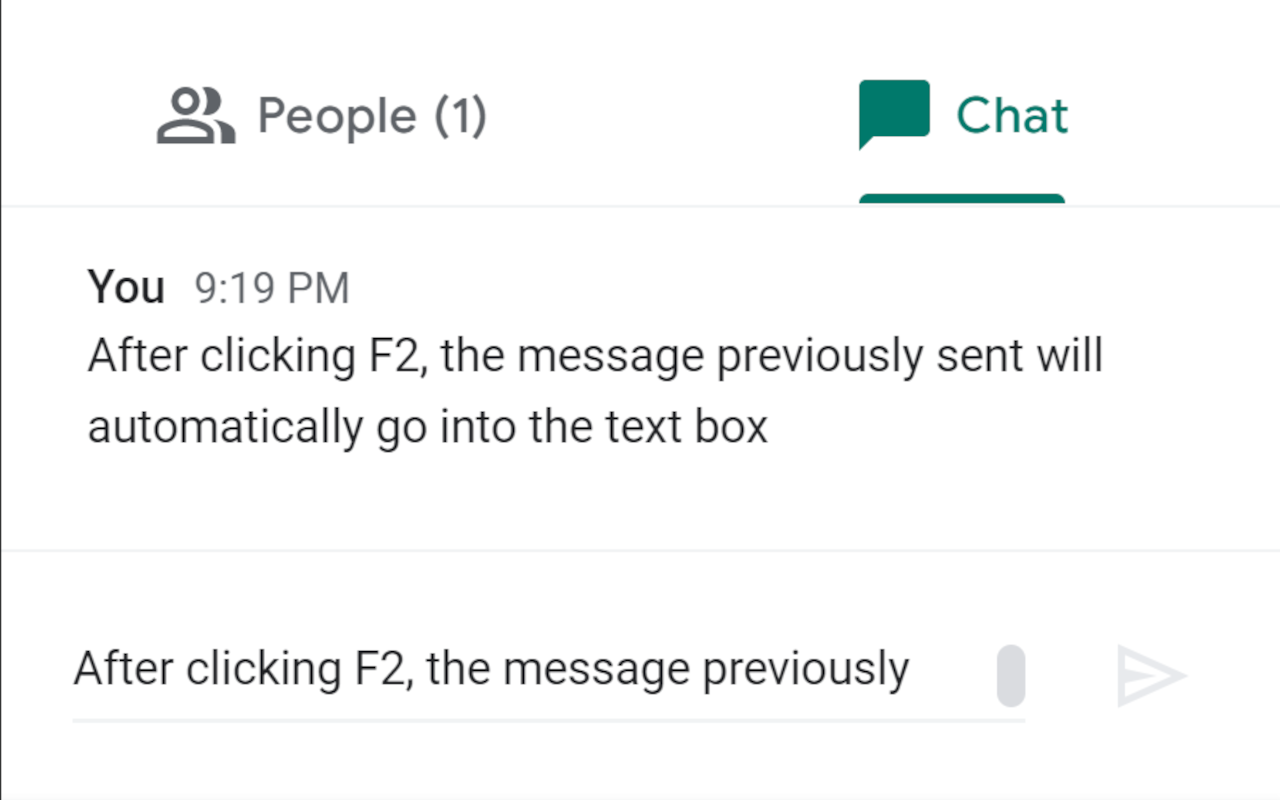 People (1)
Chat
You 9:19 PM
After clicking F2, the message previously sent will
automatically go into the text box
After clicking F2, the message previously